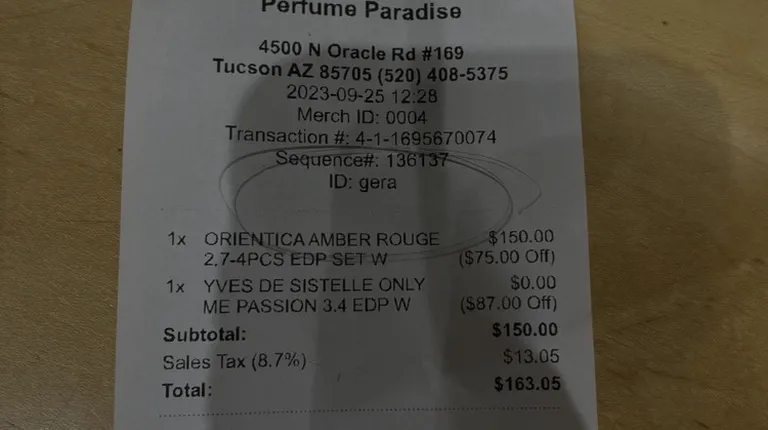 Perfume Paradise
4500 N Oracle Rd #169
Tucson AZ 85705 (520) 408-5375
2023-09-25 12:28
Merch ID: 0004
Transaction #: 4-1-1695670074
Sequence#: 136137
ID: gera
1x ORIENTICA AMBER ROUGE $150.00
2.7-4PCS EDP SET W ($75.00 Off)
1x YVES DE SISTELLE ONLY $0.00
ME PASSION 3.4 EDP W ($87.00 Off)
Subtotal: $150.00
Sales Tax (8.7%) $13.05
Total: $163.05